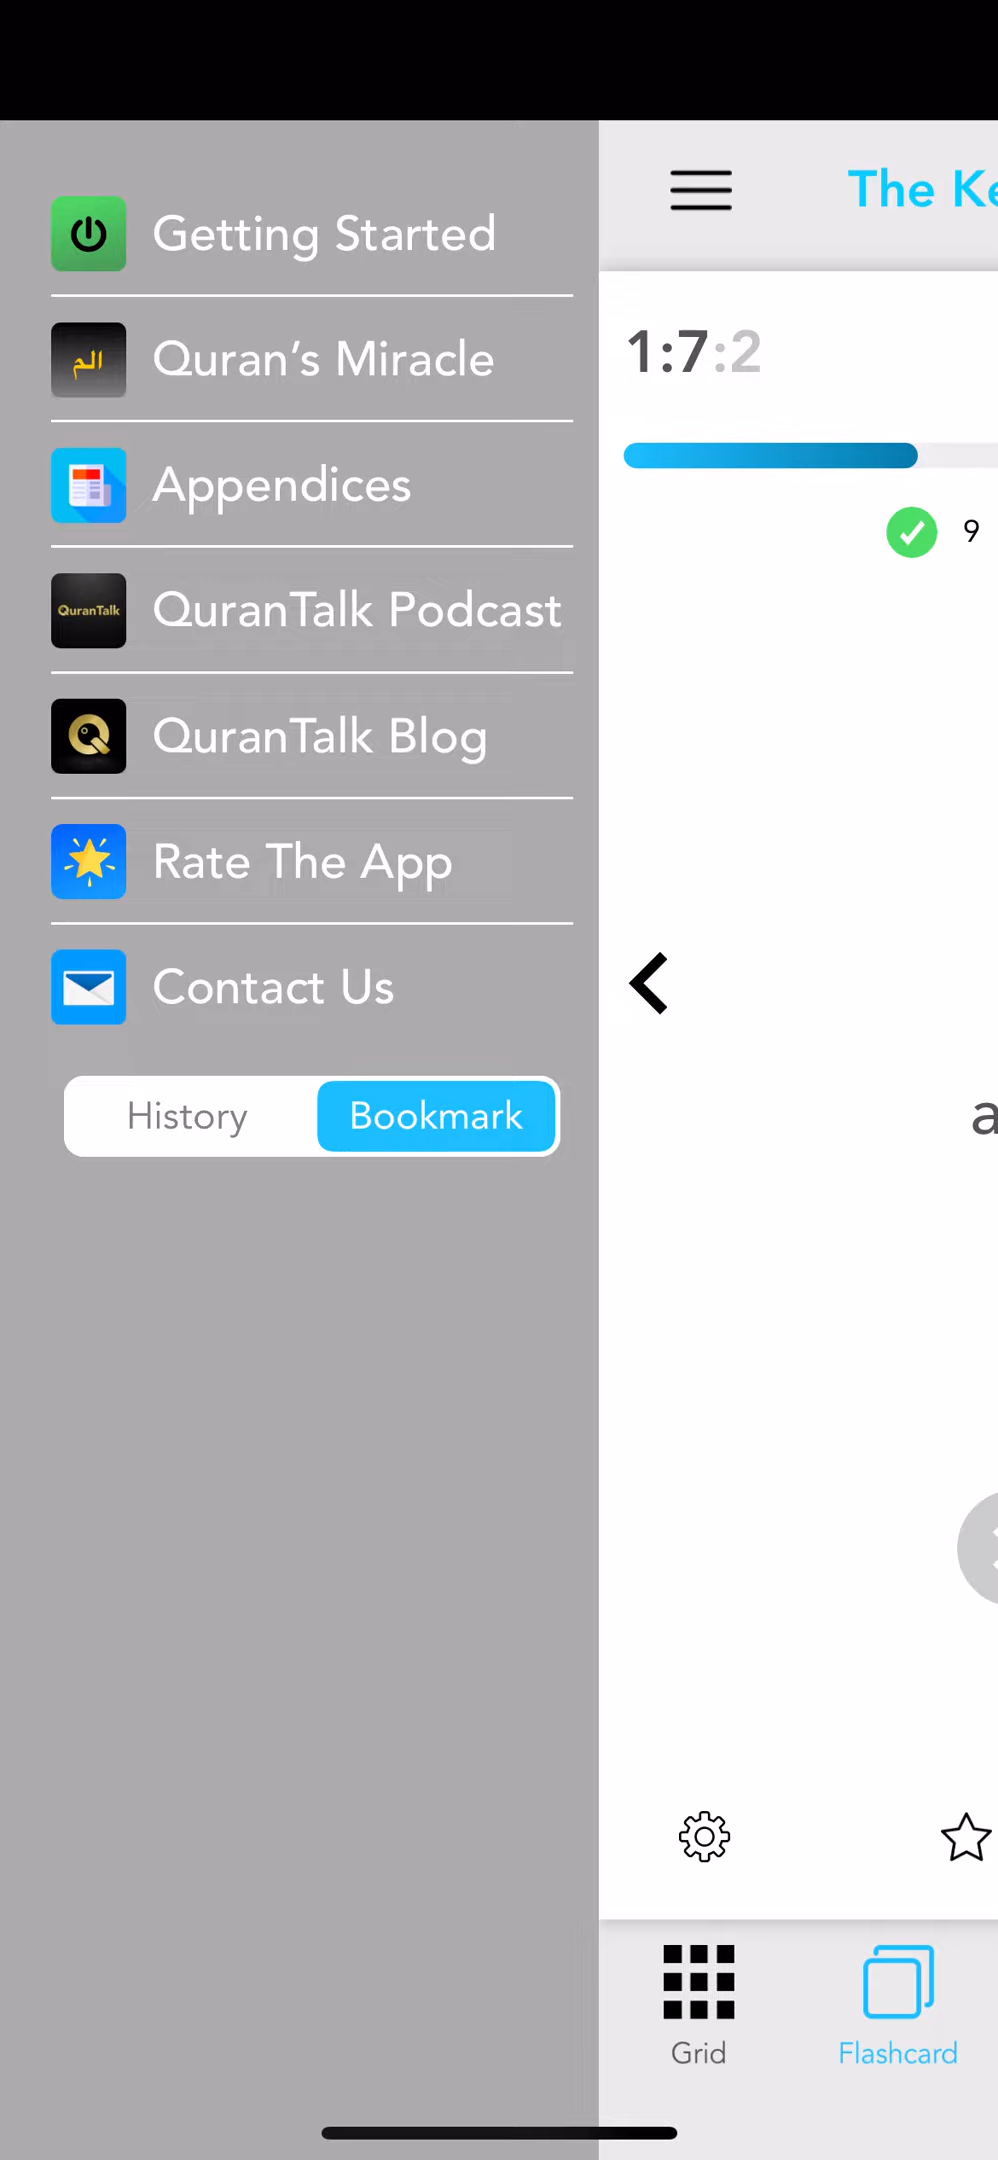 Getting Started
الم
Quran’s Miracle
Appendices
QuranTalk
QuranTalk Podcast
QuranTalk Blog
Rate The App
Contact Us
History
Bookmark
The Ke
1:7:2
9
a
Grid
Flashcard